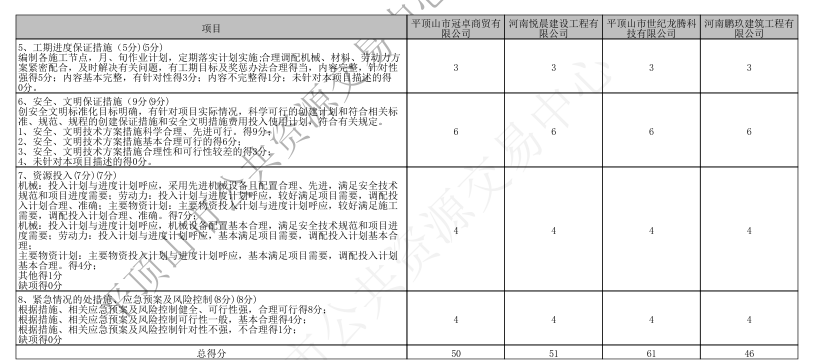 项目 平顶山市冠卓商贸有限公司 河南悦晨建设工程有限公司 平顶山市世纪龙腾科技有限公司 河南鹏玖建筑工程有限公司
5、工期进度保证措施（5分)(5分)
编制各施工节点，月、旬作业计划，定期落实计划实施;合理调配机械、材料、劳动力方
案紧密配合，及时解决有关问题，有工期目标及奖惩办法合理得当，内容完整，针对性
强得5分；内容基本完整，有针对性得3分；内容不完整得1分；未针对本项目描述的得
0分。
3 3 3 3
6、安全、文明保证措施（9分)(9分)
创安全文明标准化目标明确，有针对项目实际情况，科学可行的创建计划和符合相关标
准、规范、规程的创建保证措施和安全文明措施费用投入使用计划，符合有关规定。
1、安全、文明技术方案措施科学合理、先进可行。得9分；
2、安全、文明技术方案措施基本合理可行的得6分；
3、安全、文明技术方案措施合理性和可行性较差的得3分；
4、未针对本项目描述的得0分。
6 6 6 6
7、资源投入(7分)(7分)
机械：投入计划与进度计划呼应，采用先进机械设备且配置合理、先进，满足安全技术
规范和项目进度需要；劳动力：投入计划与进度计划呼应，较好满足项目需要，调配投
入计划合理、准确；主要物资计划：主要物资投入计划与进度计划呼应，较好满足施工
需要，调配投入计划合理、准确。得7分；
机械：投入计划与进度计划呼应，机械设备配置基本合理，满足安全技术规范和项目进
度需要；劳动力：投入计划与进度计划呼应，基本满足项目需要，调配投入计划基本合
理；
主要物资计划：主要物资投入计划与进度计划呼应，基本满足项目需要，调配投入计划
基本合理。得4分；
其他得1分
缺项得0分
4 4 4 4
8、紧急情况的处措施、应急预案及风险控制(8分)(8分)
根据措施、相关应急预案及风险控制健全、可行性强，合理可行得8分；
根据措施、相关应急预案及风险控制可行性一般，基本合理得4分；
根据措施、相关应急预案及风险控制针对性不强，不合理得1分；
缺项得0分
4 4 4 4
总得分 50 51 61 46
平顶山市公共资源交易中心
市公共资源交易中心